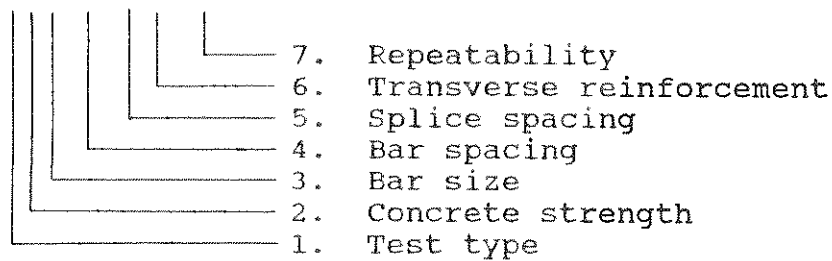 7. Repeatability
6. Transverse reinforcement
5. Splice spacing
4. Bar spacing
3. Bar size
2. Concrete strength
1. Test type